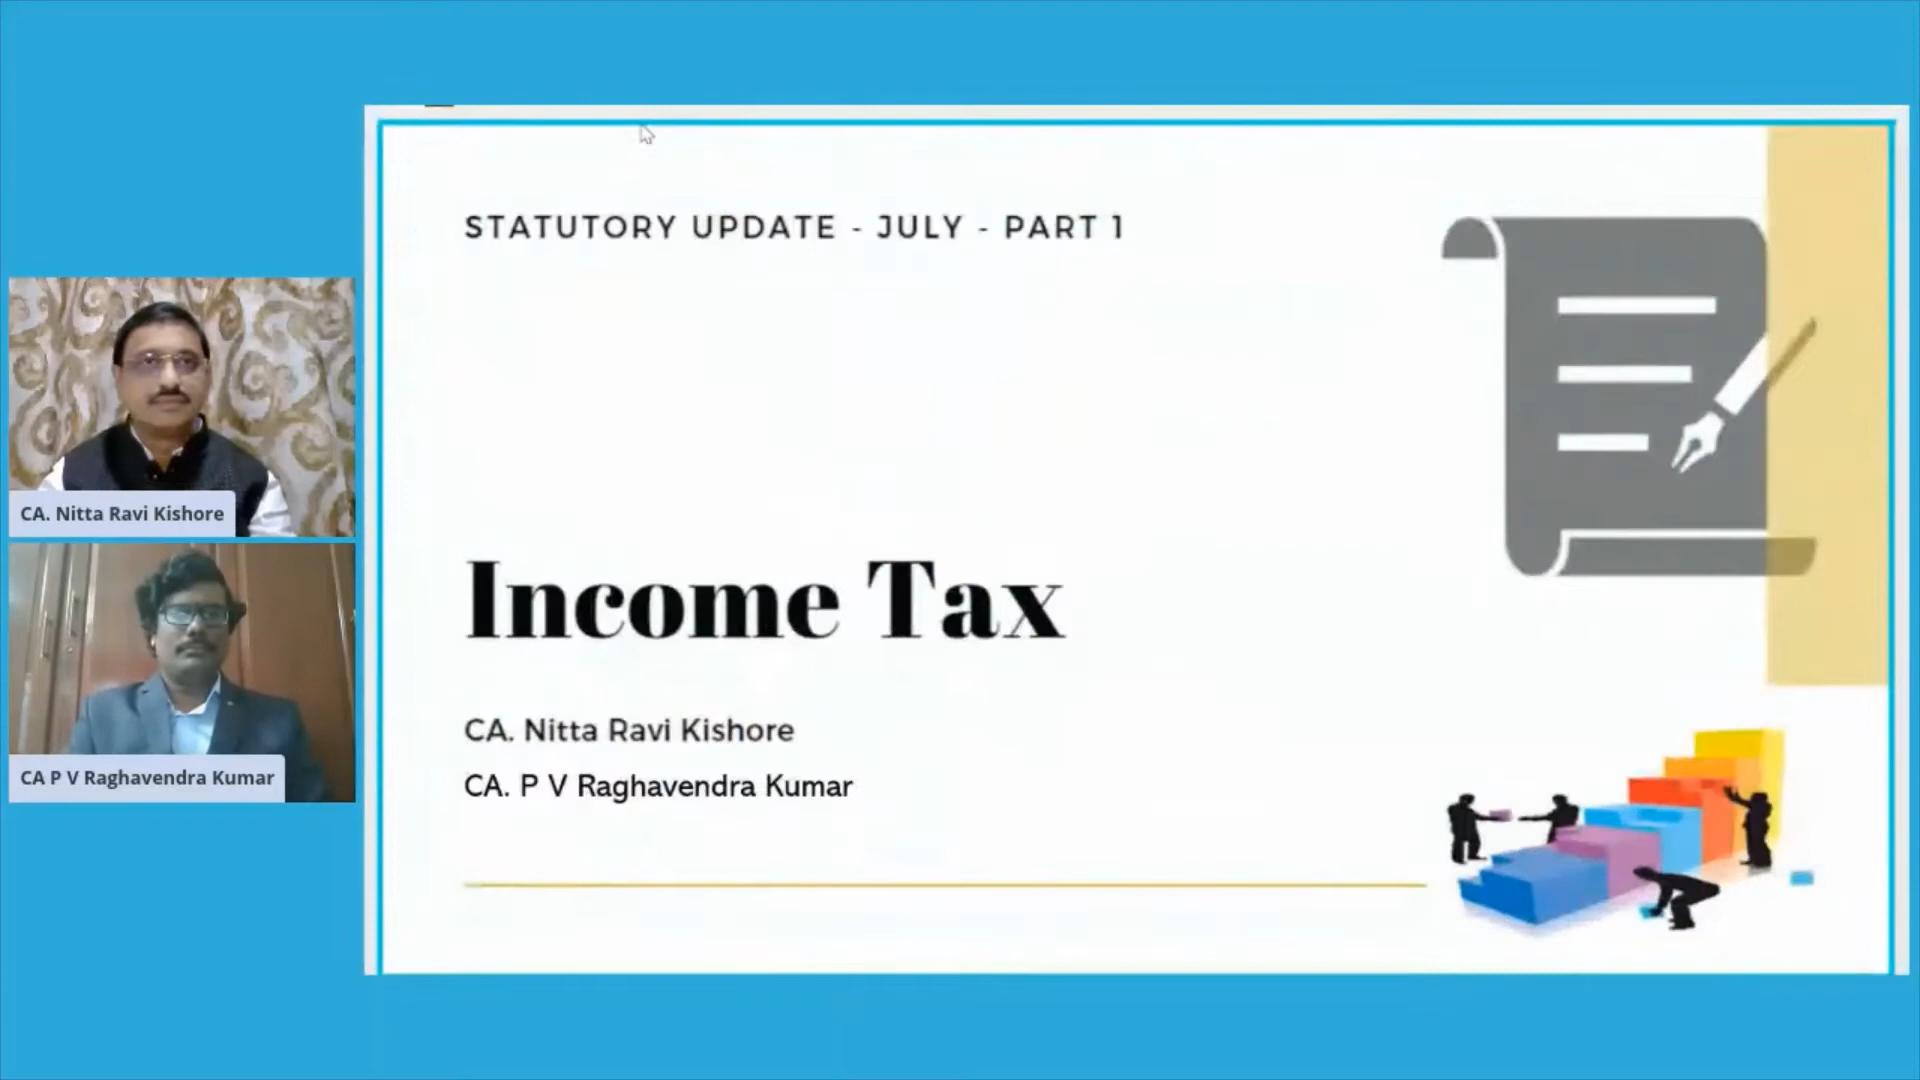 STATUTORY UPDATE - JULY - PART 1
Income Tax
CA. Nitta Ravi Kishore
CA. P V Raghavendra Kumar
CA. Nitta Ravi Kishore
CA P V Raghavendra Kumar